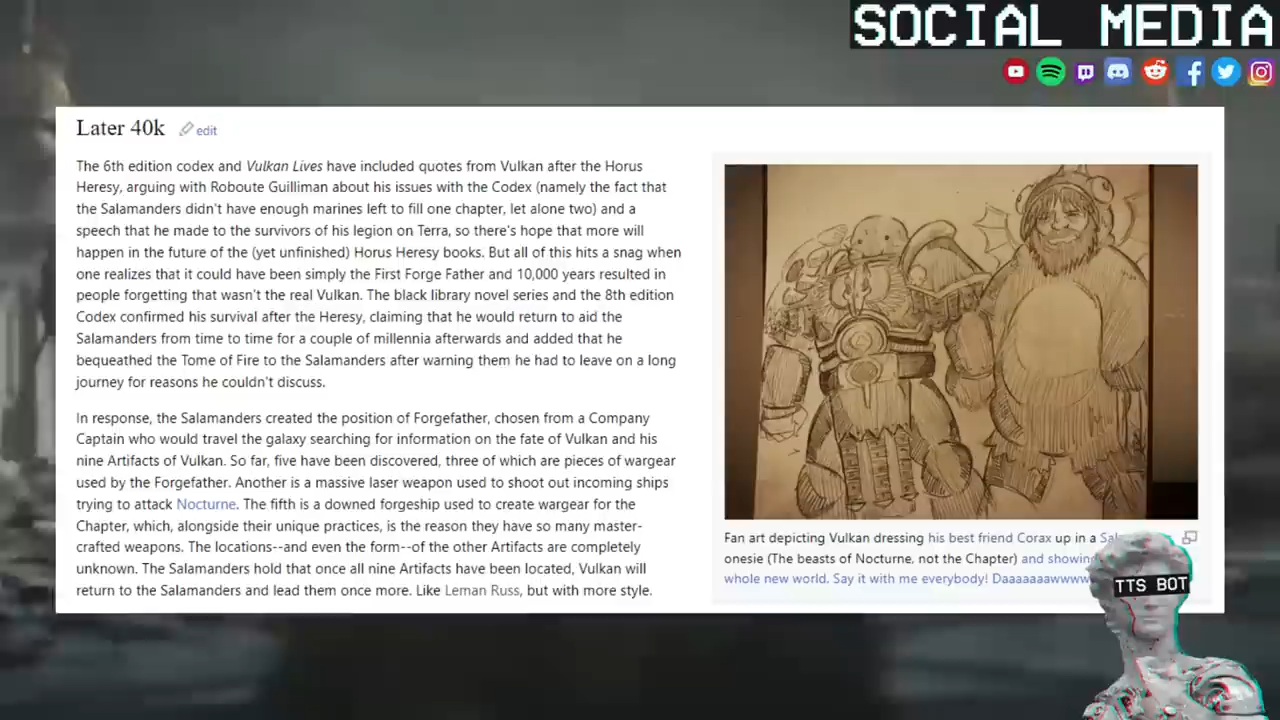 SOCIAL MEDIA
Later 40k edit
The 6th edition codex and Vulkan Lives have included quotes from Vulkan after the Horus
Heresy, arguing with Roboute Guilliman about his issues with the Codex (namely the fact that
the Salamanders didn't have enough marines left to fill one chapter, let alone two) and a
speech that he made to the survivors of his legion on Terra, so there's hope that more will
happen in the future of the (yet unfinished) Horus Heresy books. But all of this hits a snag when
one realizes that it could have been simply the First Forge Father and 10,000 years resulted in
people forgetting that wasn't the real Vulkan. The black library novel series and the 8th edition
Codex confirmed his survival after the Heresy, claiming that he would return to aid the
Salamanders from time to time for a couple of millennia afterwards and added that he
bequeathed the Tome of Fire to the Salamanders after warning them he had to leave on a long
journey for reasons he couldn't discuss.
In response, the Salamanders created the position of Forgefather, chosen from a Company
Captain who would travel the galaxy searching for information on the fate of Vulkan and his
nine Artifacts of Vulkan. So far, five have been discovered, three of which are pieces of wargear
used by the Forgefather. Another is a massive laser weapon used to shoot out incoming ships
trying to attack Nocturne. The fifth is a downed forgeship used to create wargear for the
Chapter, which, alongside their unique practices, is the reason they have so many master-
crafted weapons. The locations--and even the form--of the other Artifacts are completely
unknown. The Salamanders hold that once all nine Artifacts have been located, Vulkan will
return to the Salamanders and lead them once more. Like Leman Russ, but with more style.
Fan art depicting Vulkan dressing his best friend Corax up in a
onesie (The beasts of Nocturne, not the Chapter) and showing
whole new world. Say it with me everybody! Daaaaaaawwww
TTS BOT